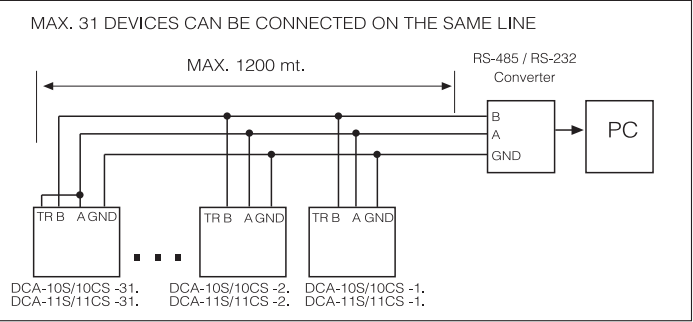 MAX. 31 DEVICES CAN BE CONNECTED ON THE SAME LINE
MAX. 1200 mt.
RS-485 / RS-232
Converter
B
A
GND
PC
TR B A GND
TR B A GND
TR B A GND
DCA-10S/10CS -31. DCA-10S/10CS -2. DCA-10S/10CS -1.
DCA-11S/11CS -31. DCA-11S/11CS -2. DCA-11S/11CS -1.